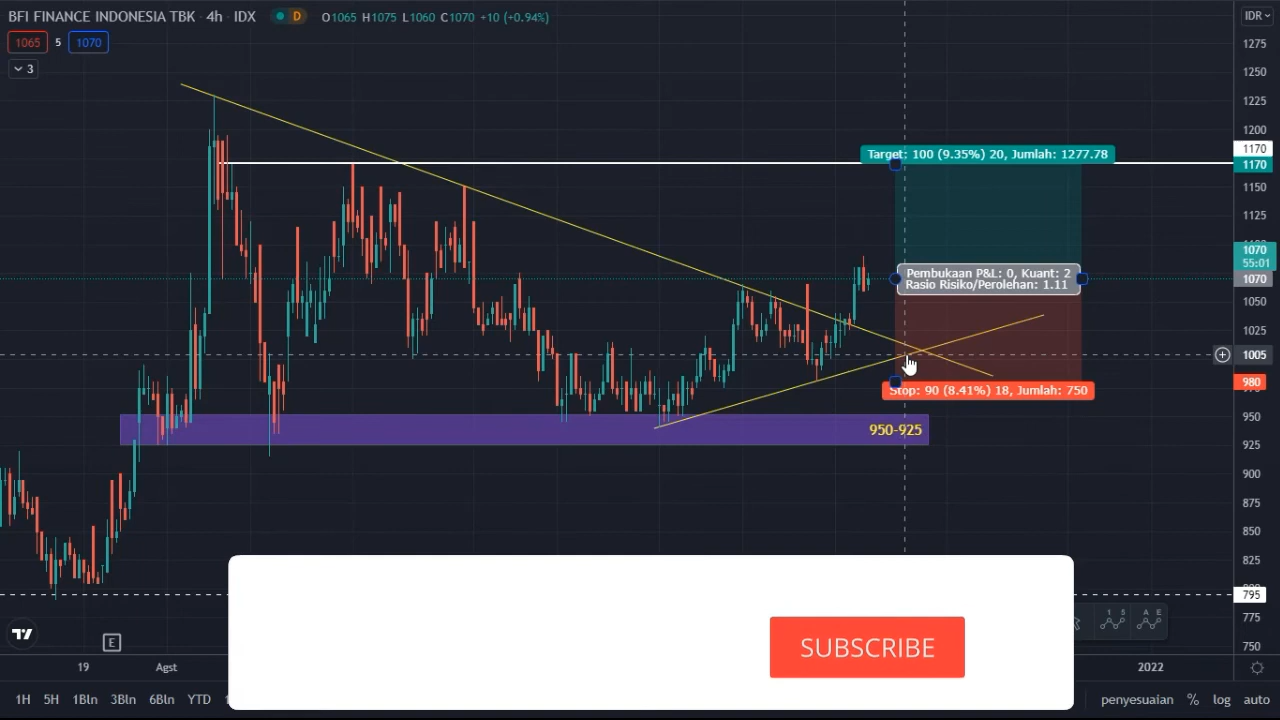 BFI FINANCE INDONESIA TBK · 4h · IDX D O1065 H1075 L1060 C1070 +10 (+0.94%) IDR
1065 5 1070
3
1275
1250
1225
1200
1170
1170
1150
1125
1070
55:01
1070
1050
1025
1005
980
950
925
900
875
850
825
795
775
750
Target: 100 (9.35%) 20, Jumlah: 1277.78
Pembukaan P&L: 0, Kuant: 2
Rasio Risiko/Perolehan: 1.11
Stop: 90 (8.41%) 18, Jumlah: 750
950-925
SUBSCRIBE
E
1 5
A E
19 Agst 2022
1H 5H 1Bln 3Bln 6Bln YTD penyesuaian % log auto